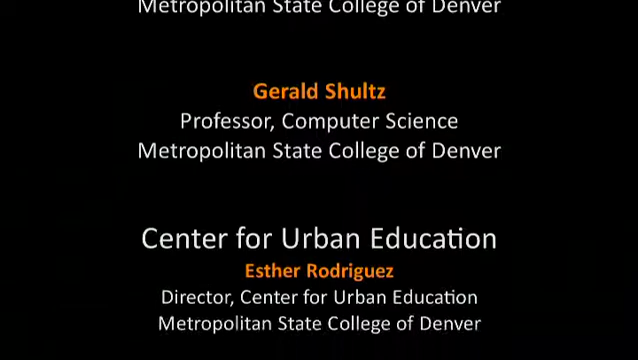 Metropolitan State College of Denver
Gerald Shultz
Professor, Computer Science
Metropolitan State College of Denver
Center for Urban Education
Esther Rodriguez
Director, Center for Urban Education
Metropolitan State College of Denver